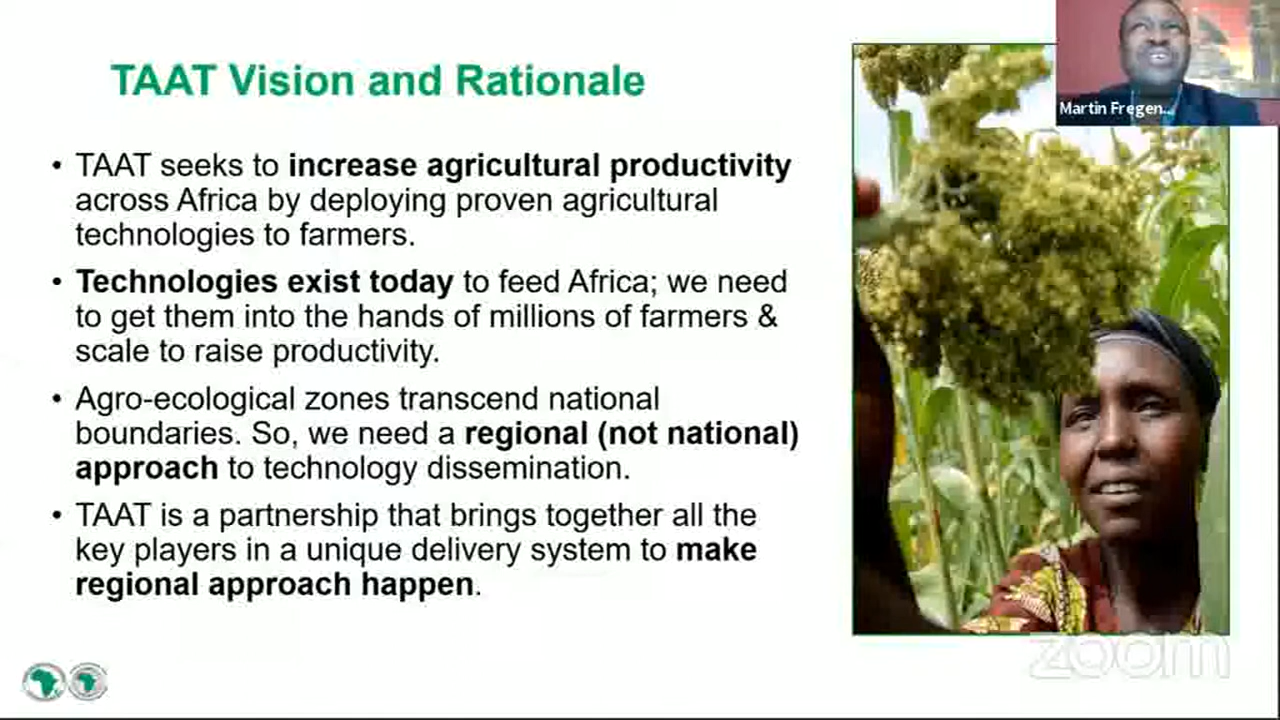 TAAT Vision and Rationale
Martin Fregen...
• TAAT seeks to increase agricultural productivity
across Africa by deploying proven agricultural
technologies to farmers.
• Technologies exist today to feed Africa; we need
to get them into the hands of millions of farmers &
scale to raise productivity.
• Agro-ecological zones transcend national
boundaries. So, we need a regional (not national)
approach to technology dissemination.
• TAAT is a partnership that brings together all the
key players in a unique delivery system to make
regional approach happen.
zoom